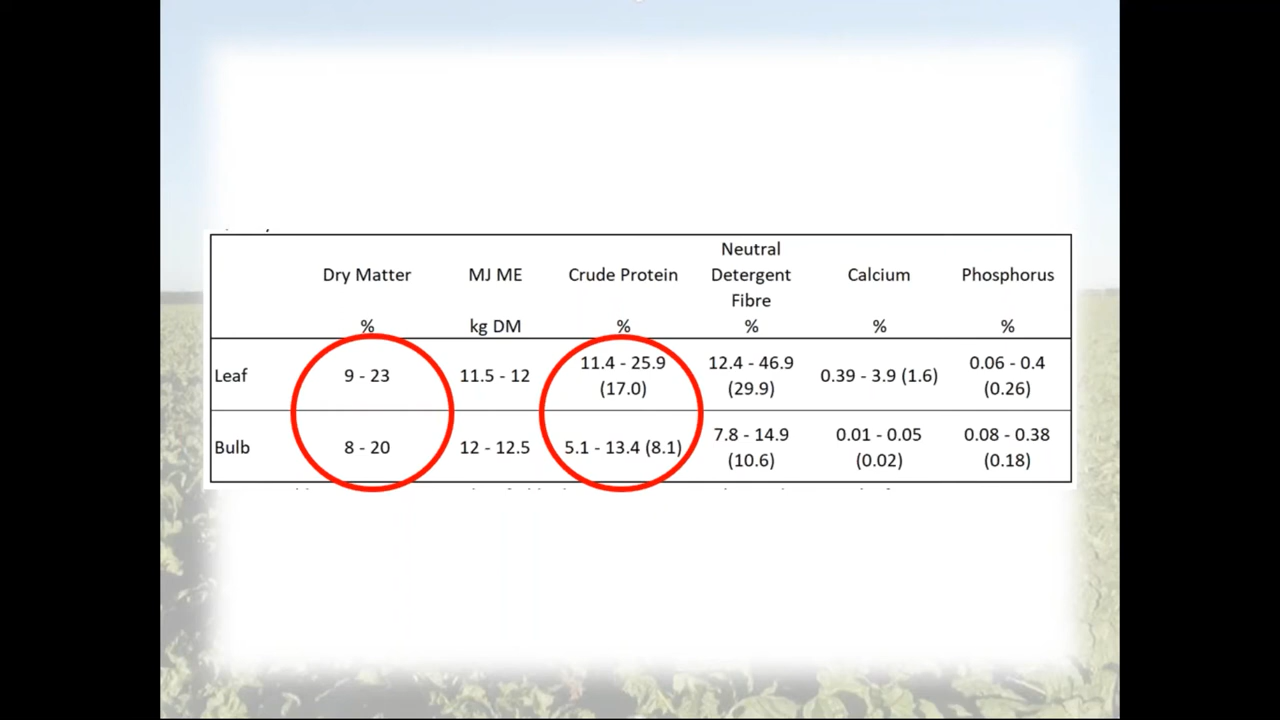 Neutral
Dry Matter MJ ME Crude Protein Detergent Calcium Phosphorus
Fibre
% kg DM % % % %
11.4 - 25.9 12.4 - 46.9 0.06 - 0.4
Leaf 9 - 23 11.5 - 12 0.39 - 3.9 (1.6)
(17.0) (29.9) (0.26)
7.8 - 14.9 0.01 - 0.05 0.08 - 0.38
Bulb 8 - 20 12 - 12.5 5.1 - 13.4 (8.1)
(10.6) (0.02) (0.18)